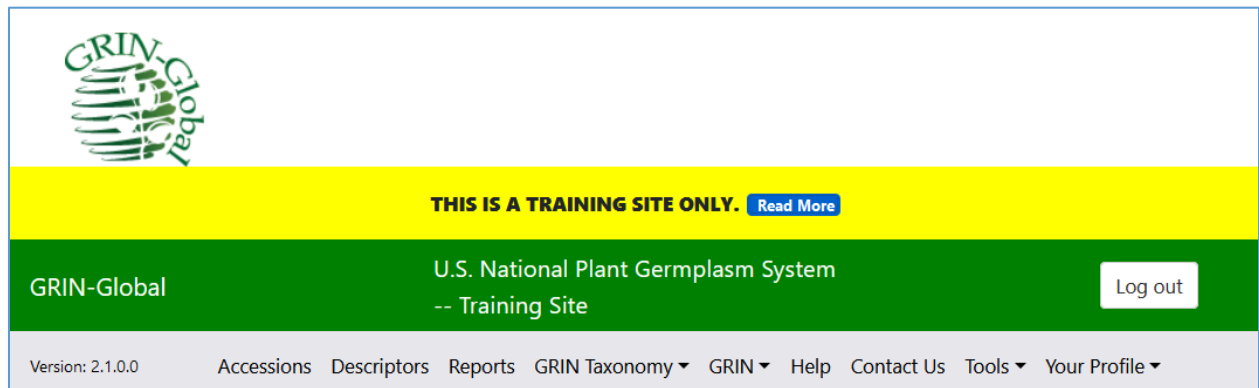 GRIN-Global
THIS IS A TRAINING SITE ONLY. Read More
GRIN-Global
U.S. National Plant Germplasm System
-- Training Site
Log out
Version: 2.1.0.0 Accessions Descriptors Reports GRIN Taxonomy GRIN Help Contact Us Tools Your Profile